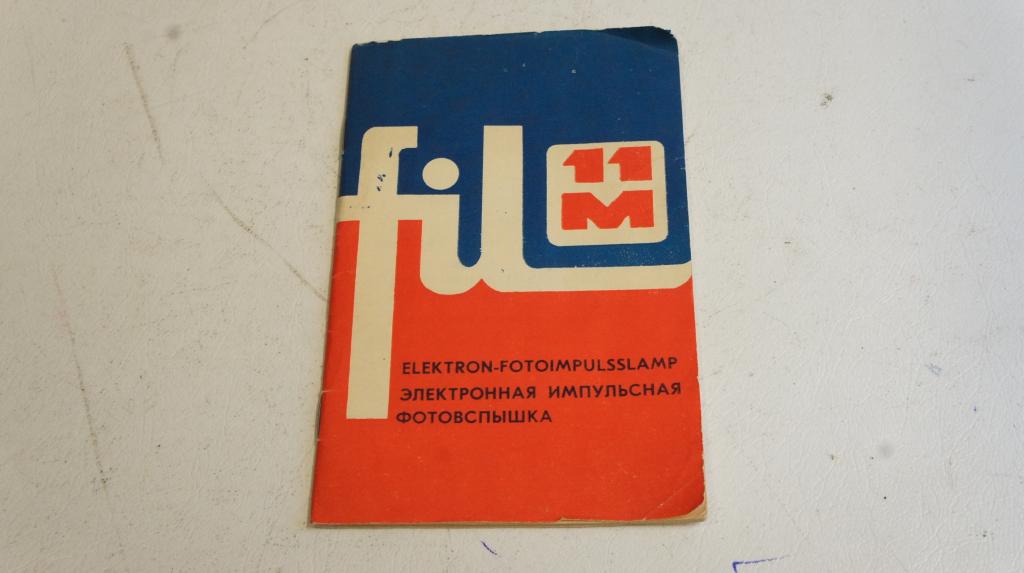 fil
11
M
ELEKTRON-FOTOIMPULSSLAMP
ЭЛЕКТРОННАЯ ИМПУЛЬСНАЯ
ФОТОВСПЫШКА